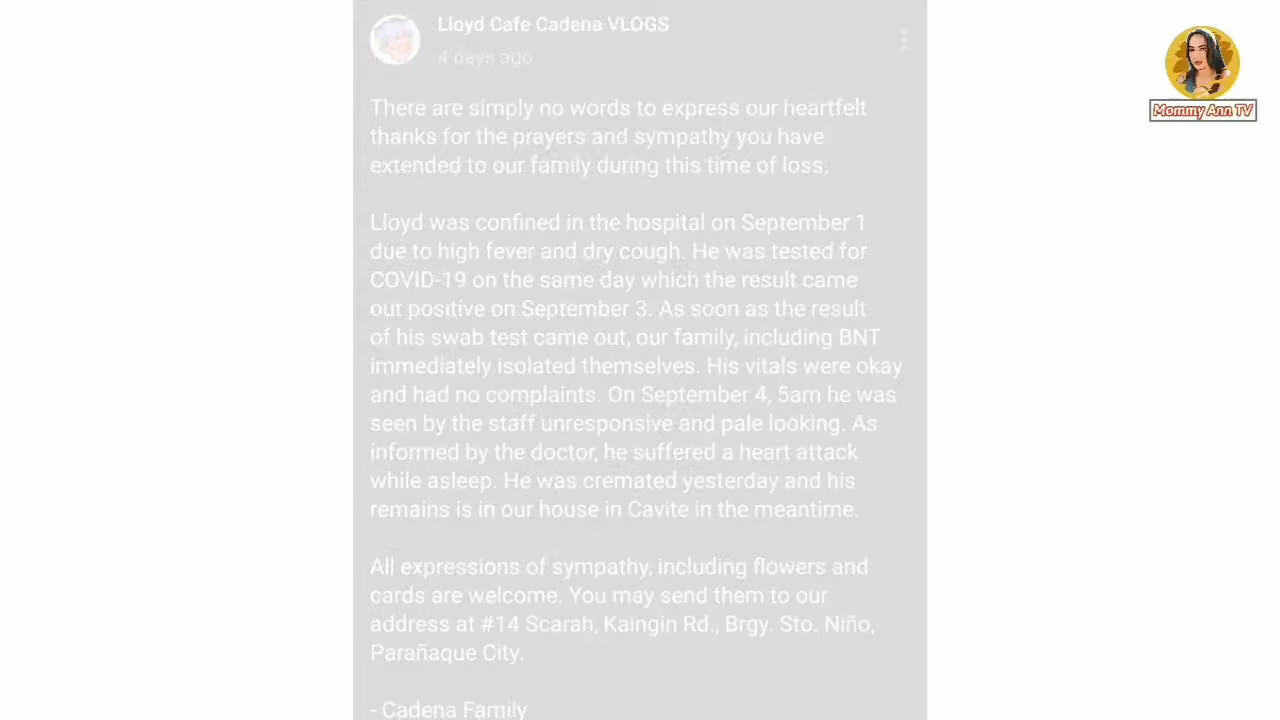 Lloyd Cafe Cadena VLOGS
4 days ago
There are simply no words to express our heartfelt
thanks for the prayers and sympathy you have
extended to our family during this time of loss.
Lloyd was confined in the hospital on September 1
due to high fever and dry cough. He was tested for
COVID-19 on the same day which the result came
out positive on September 3. As soon as the result
of his swab test came out, our family, including BNT
immediately isolated themselves. His vitals were okay
and had no complaints. On September 4, 5am he was
seen by the staff unresponsive and pale looking. As
informed by the doctor, he suffered a heart attack
while asleep. He was cremated yesterday and his
remains is in our house in Cavite in the meantime.
All expressions of sympathy, including flowers and
cards are welcome. You may send them to our
address at #14 Scarah, Kaingin Rd., Brgy. Sto. Niño,
Parañaque City.
- Cadena Family
Mommy Ann TV